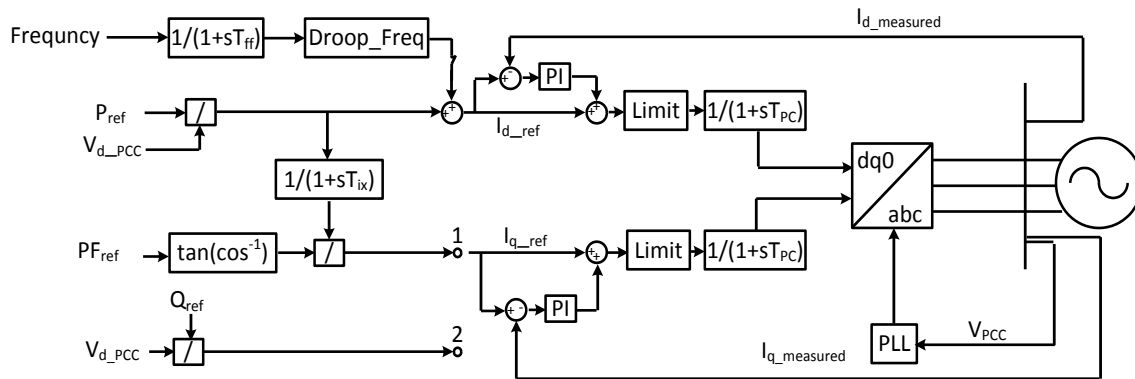 I_d_measured
Frequncy
1/(1+sT_ff)
Droop_Freq
- PI
P_ref
/
+ +
I_d_ref
+ +
Limit
1/(1+sT_PC)
V_d_PCC
1/(1+sT_ix)
dq0
abc
PF_ref
tan(cos⁻¹)
/
1
I_q_ref
+ +
Limit
1/(1+sT_PC)
+ - PI
Q_ref
V_d_PCC
/
2
I_q_measured
PLL
V_PCC